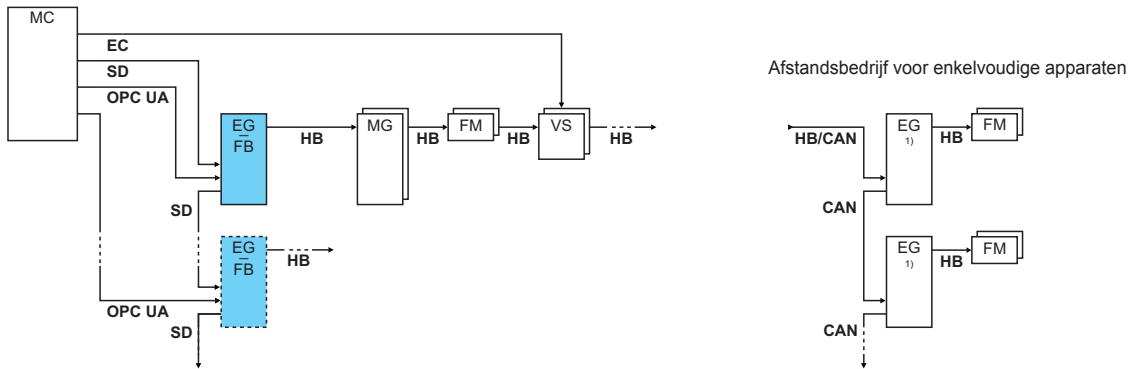 MC
EC
SD
OPC UA
EG
FB
HB
MG
HB
FM
HB
VS
HB
SD
EG
FB
HB
OPC UA
SD
Afstandsbedrijf voor enkelvoudige apparaten
HB/CAN
EG
1)
HB
FM
CAN
EG
1)
HB
FM
CAN